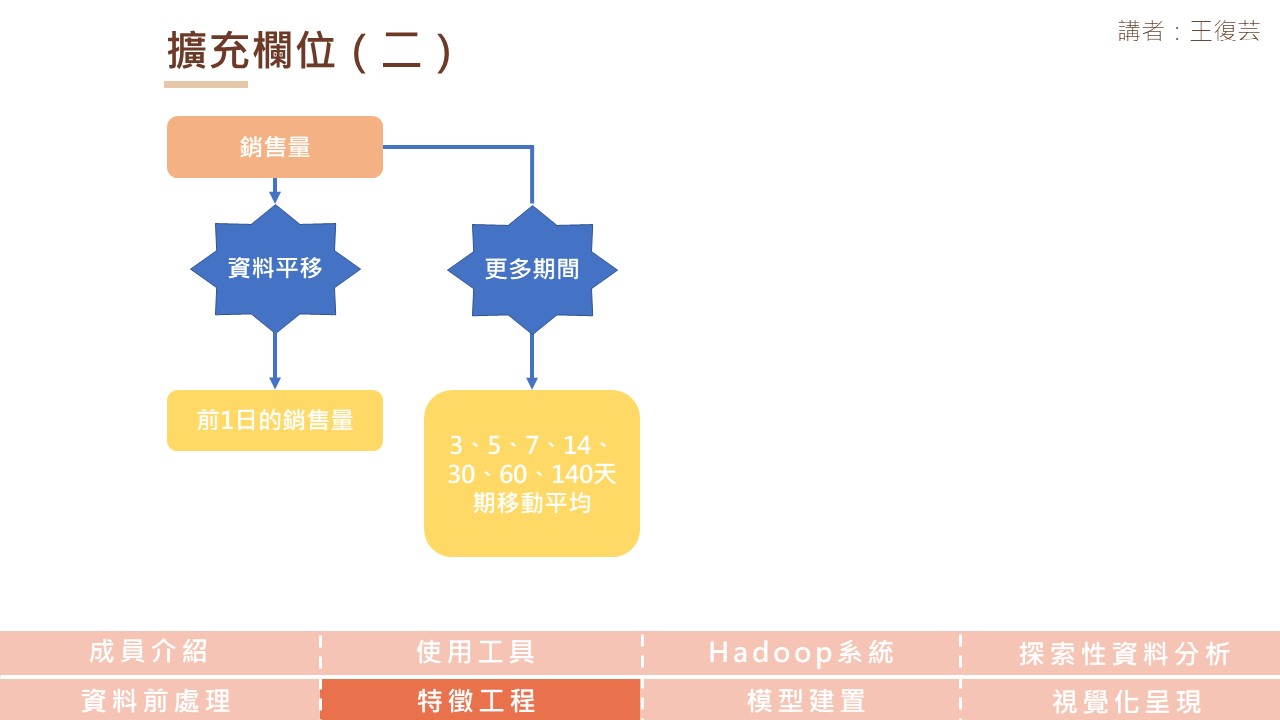 擴充欄位（二）
講者：王復芸
銷售量
資料平移
更多期間
前1日的銷售量
3、5、7、14、
30、60、140天
期移動平均
成員介紹
使用工具
Hadoop系統
探索性資料分析
資料前處理
特徵工程
模型建置
視覺化呈現